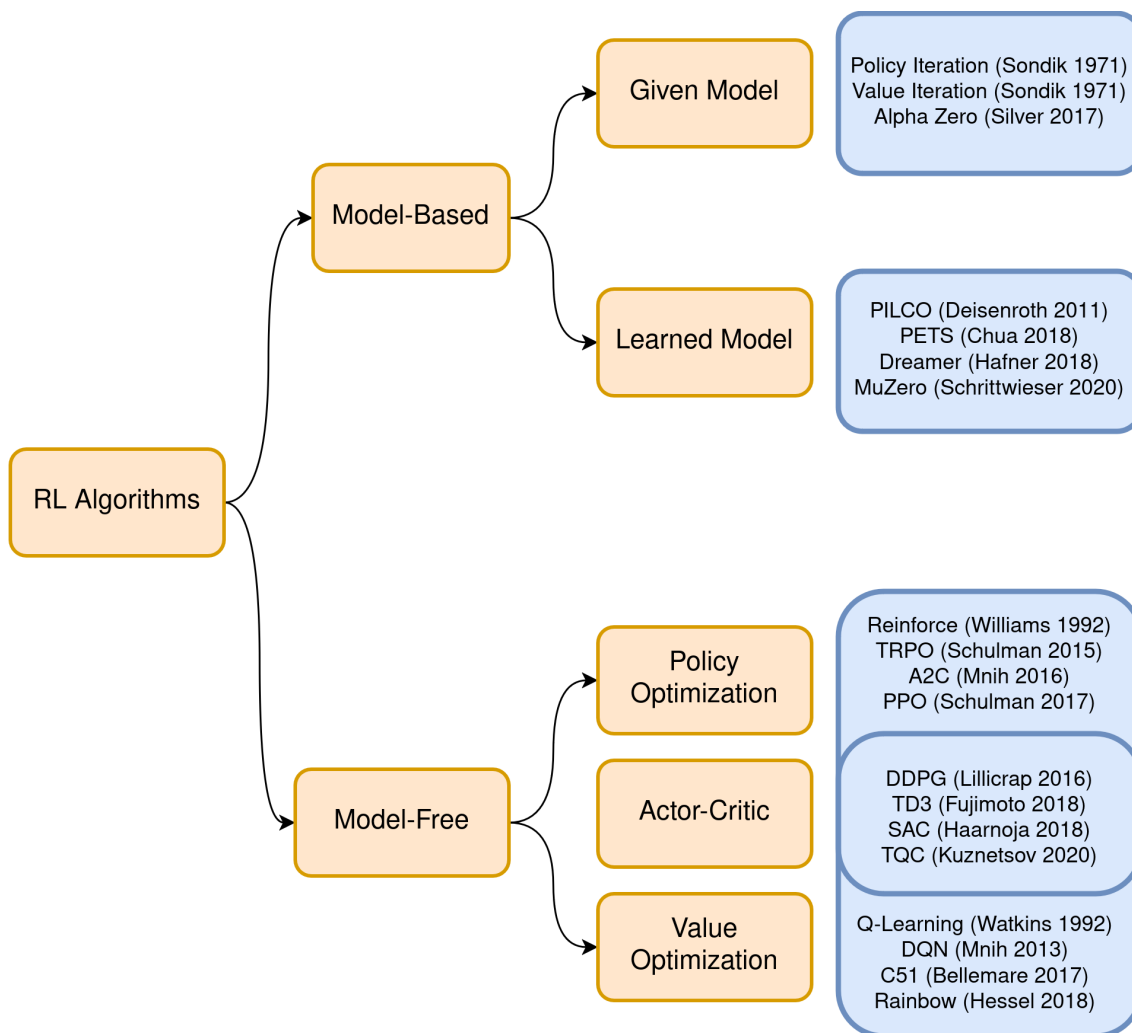 Given Model
Policy Iteration (Sondik 1971)
Value Iteration (Sondik 1971)
Alpha Zero (Silver 2017)
Model-Based
Learned Model
PILCO (Deisenroth 2011)
PETS (Chua 2018)
Dreamer (Hafner 2018)
MuZero (Schrittwieser 2020)
RL Algorithms
Policy
Optimization
Reinforce (Williams 1992)
TRPO (Schulman 2015)
A2C (Mnih 2016)
PPO (Schulman 2017)
Model-Free
Actor-Critic
DDPG (Lillicrap 2016)
TD3 (Fujimoto 2018)
SAC (Haarnoja 2018)
TQC (Kuznetsov 2020)
Value
Optimization
Q-Learning (Watkins 1992)
DQN (Mnih 2013)
C51 (Bellemare 2017)
Rainbow (Hessel 2018)